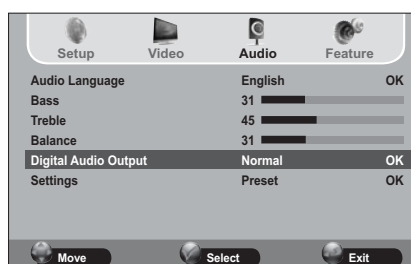 Setup Video Audio Feature
Audio Language English OK
Bass 31
Treble 45
Balance 31
Digital Audio Output Normal OK
Settings Preset OK
Move Select Exit